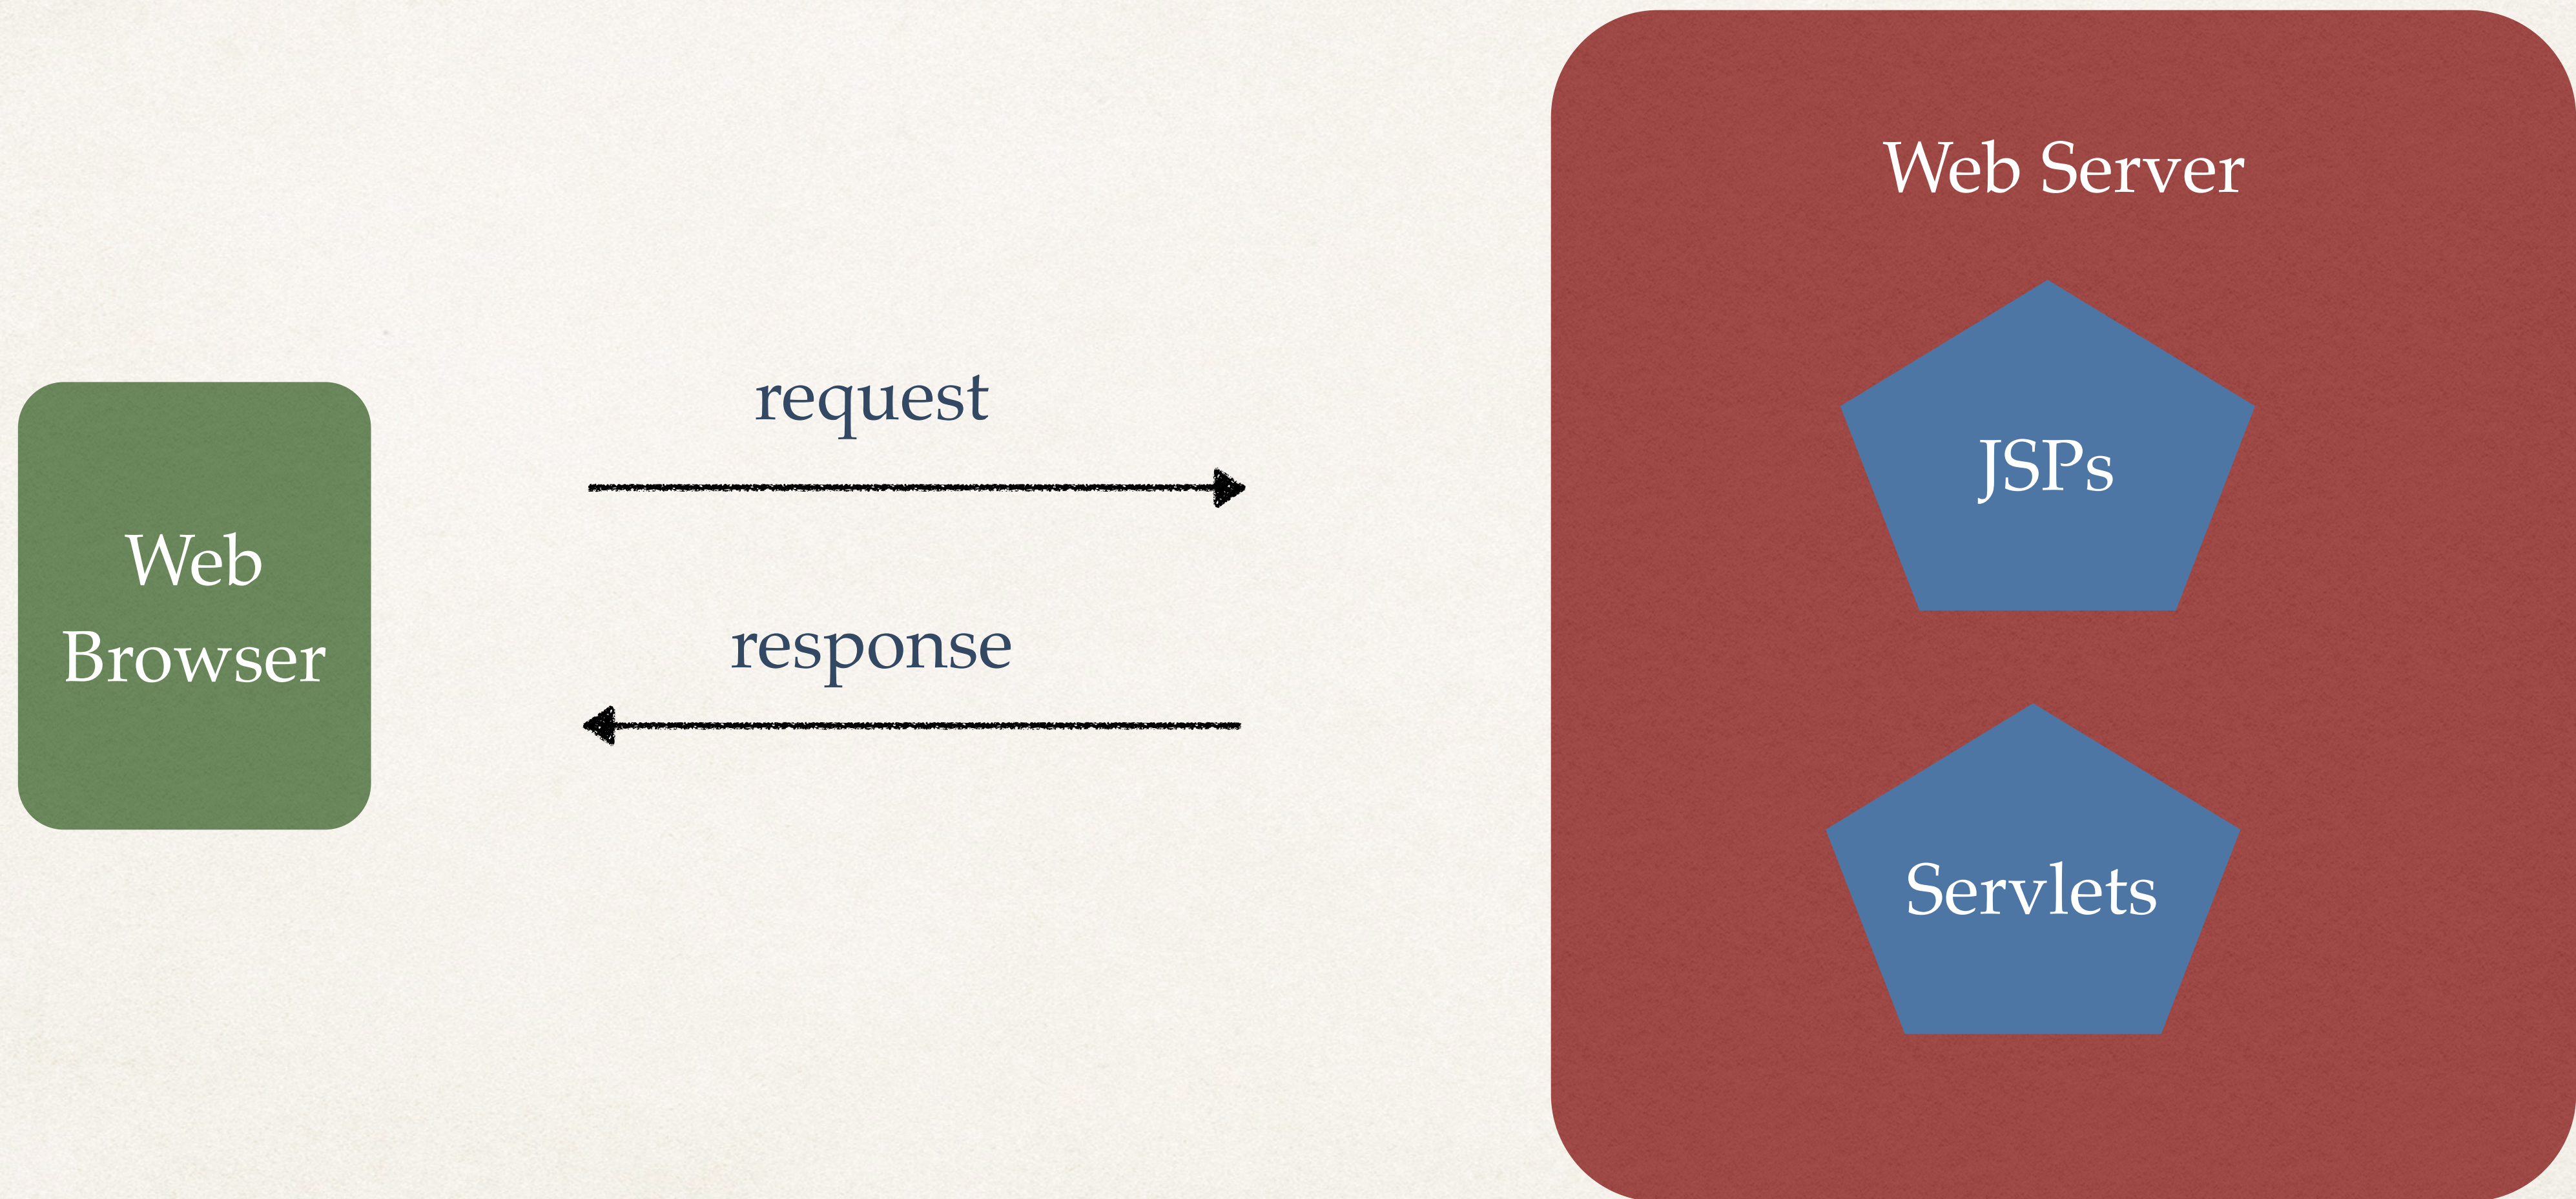 Web Server
request
JSPs
Web
Browser
response
Servlets